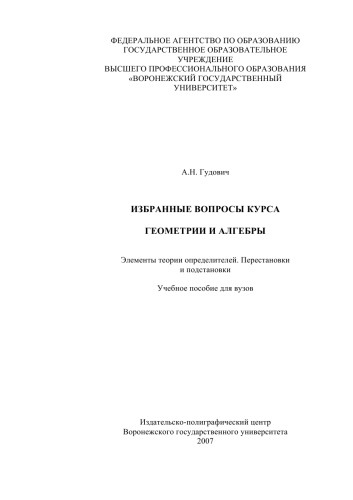 ФЕДЕРАЛЬНОЕ АГЕНТСТВО ПО ОБРАЗОВАНИЮ
ГОСУДАРСТВЕННОЕ ОБРАЗОВАТЕЛЬНОЕ
УЧРЕЖДЕНИЕ
ВЫСШЕГО ПРОФЕССИОНАЛЬНОГО ОБРАЗОВАНИЯ
«ВОРОНЕЖСКИЙ ГОСУДАРСТВЕННЫЙ
УНИВЕРСИТЕТ»
А.Н. Гудович
ИЗБРАННЫЕ ВОПРОСЫ КУРСА
ГЕОМЕТРИИ И АЛГЕБРЫ
Элементы теории определителей. Перестановки
и подстановки
Учебное пособие для вузов
Издательско-полиграфический центр
Воронежского государственного университета
2007